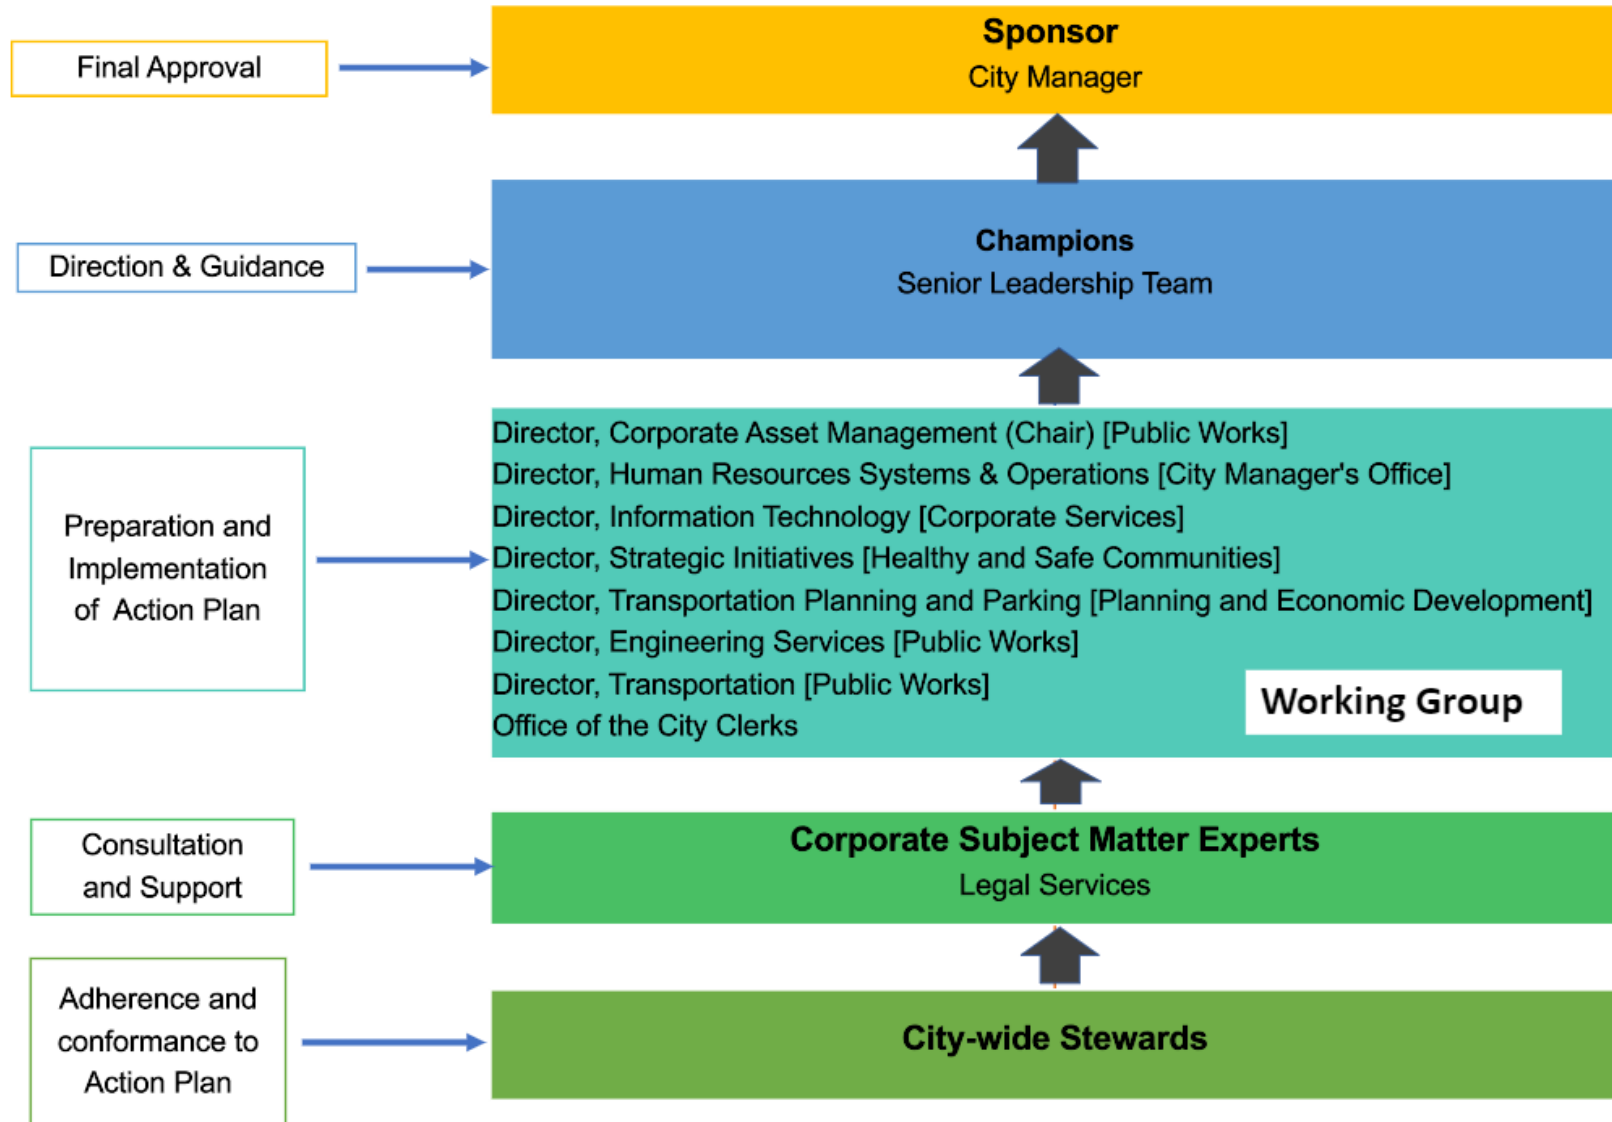 Final Approval
Sponsor
City Manager
Direction & Guidance
Champions
Senior Leadership Team
Preparation and
Implementation
of Action Plan
Director, Corporate Asset Management (Chair) [Public Works]
Director, Human Resources Systems & Operations [City Manager's Office]
Director, Information Technology [Corporate Services]
Director, Strategic Initiatives [Healthy and Safe Communities]
Director, Transportation Planning and Parking [Planning and Economic Development]
Director, Engineering Services [Public Works]
Director, Transportation [Public Works]
Office of the City Clerks
Working Group
Consultation
and Support
Corporate Subject Matter Experts
Legal Services
Adherence and
conformance to
Action Plan
City-wide Stewards